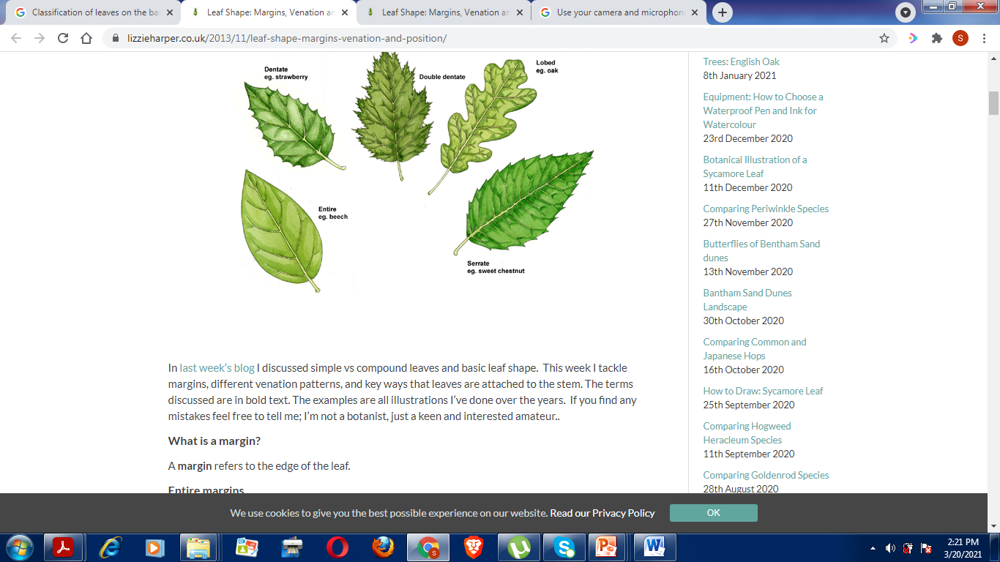 Classification of leaves on the ba
Leaf Shape: Margins, Venation an
Leaf Shape: Margins, Venation an
Use your camera and microphone
lizzieharper.co.uk/2013/11/leaf-shape-margins-venation-and-position/
S
Dentate
eg. strawberry
Double dentate
Lobed
eg. oak
Entire
eg. beech
Serrate
eg. sweet chestnut
In last week's blog I discussed simple vs compound leaves and basic leaf shape. This week I tackle
margins, different venation patterns, and key ways that leaves are attached to the stem. The terms
discussed are in bold text. The examples are all illustrations I've done over the years. If you find any
mistakes feel free to tell me; I'm not a botanist, just a keen and interested amateur..
What is a margin?
A margin refers to the edge of the leaf.
Entire margins
Trees: English Oak
8th January 2021
Equipment: How to Choose a
Waterproof Pen and Ink for
Watercolour
23rd December 2020
Botanical Illustration of a
Sycamore Leaf
11th December 2020
Comparing Periwinkle Species
27th November 2020
Butterflies of Bentham Sand
dunes
13th November 2020
Bantham Sand Dunes
Landscape
30th October 2020
Comparing Common and
Japanese Hops
16th October 2020
How to Draw: Sycamore Leaf
25th September 2020
Comparing Hogweed
Heracleum Species
11th September 2020
Comparing Goldenrod Species
28th August 2020
We use cookies to give you the best possible experience on our website. Read our Privacy Policy
OK
2:21 PM
3/20/2021